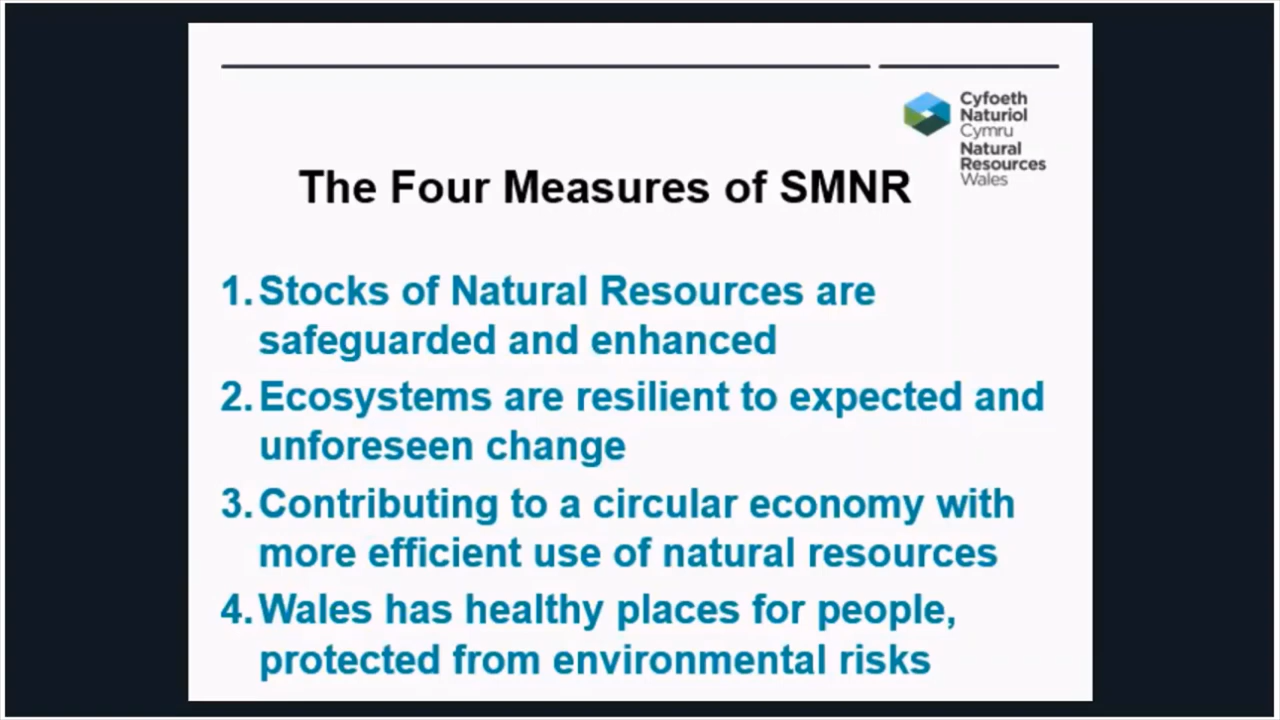 Cyfoeth
Naturiol
Cymru
Natural
Resources
Wales
The Four Measures of SMNR
1. Stocks of Natural Resources are
safeguarded and enhanced
2. Ecosystems are resilient to expected and
unforeseen change
3. Contributing to a circular economy with
more efficient use of natural resources
4. Wales has healthy places for people,
protected from environmental risks